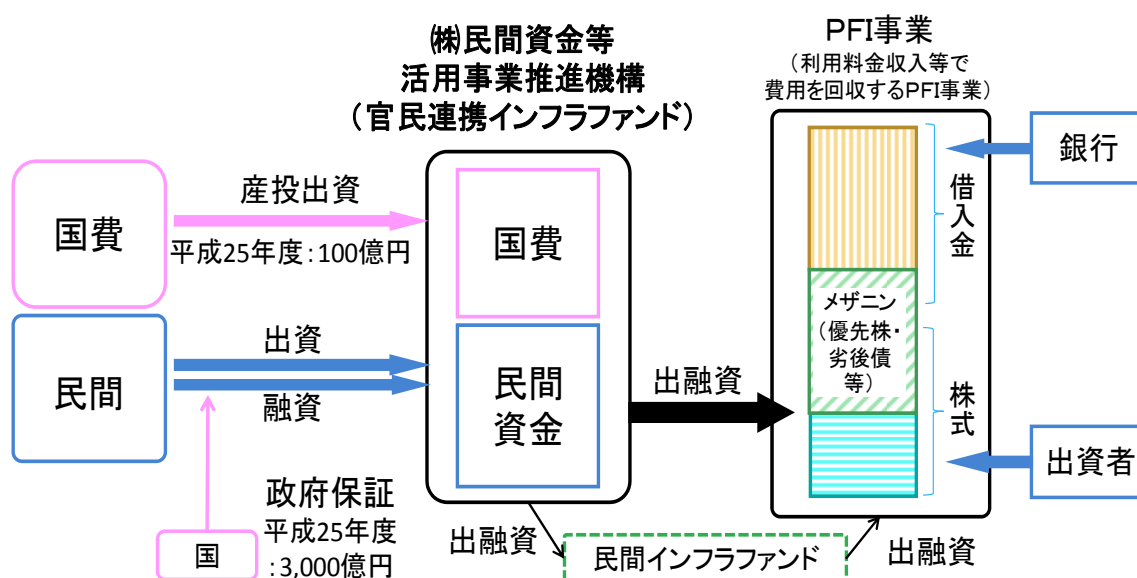 ㈱民間資金等
活用事業推進機構
（官民連携インフラファンド）
PFI事業
（利用料金収入等で
費用を回収するPFI事業）
国費
産投出資
平成25年度：100億円
国費
民間
出資
融資
民間
資金
出融資
政府保証
平成25年度
：3,000億円
国
出融資
民間インフラファンド
出融資
メザニン
（優先株・
劣後債
等）
借入金
株式
銀行
出資者